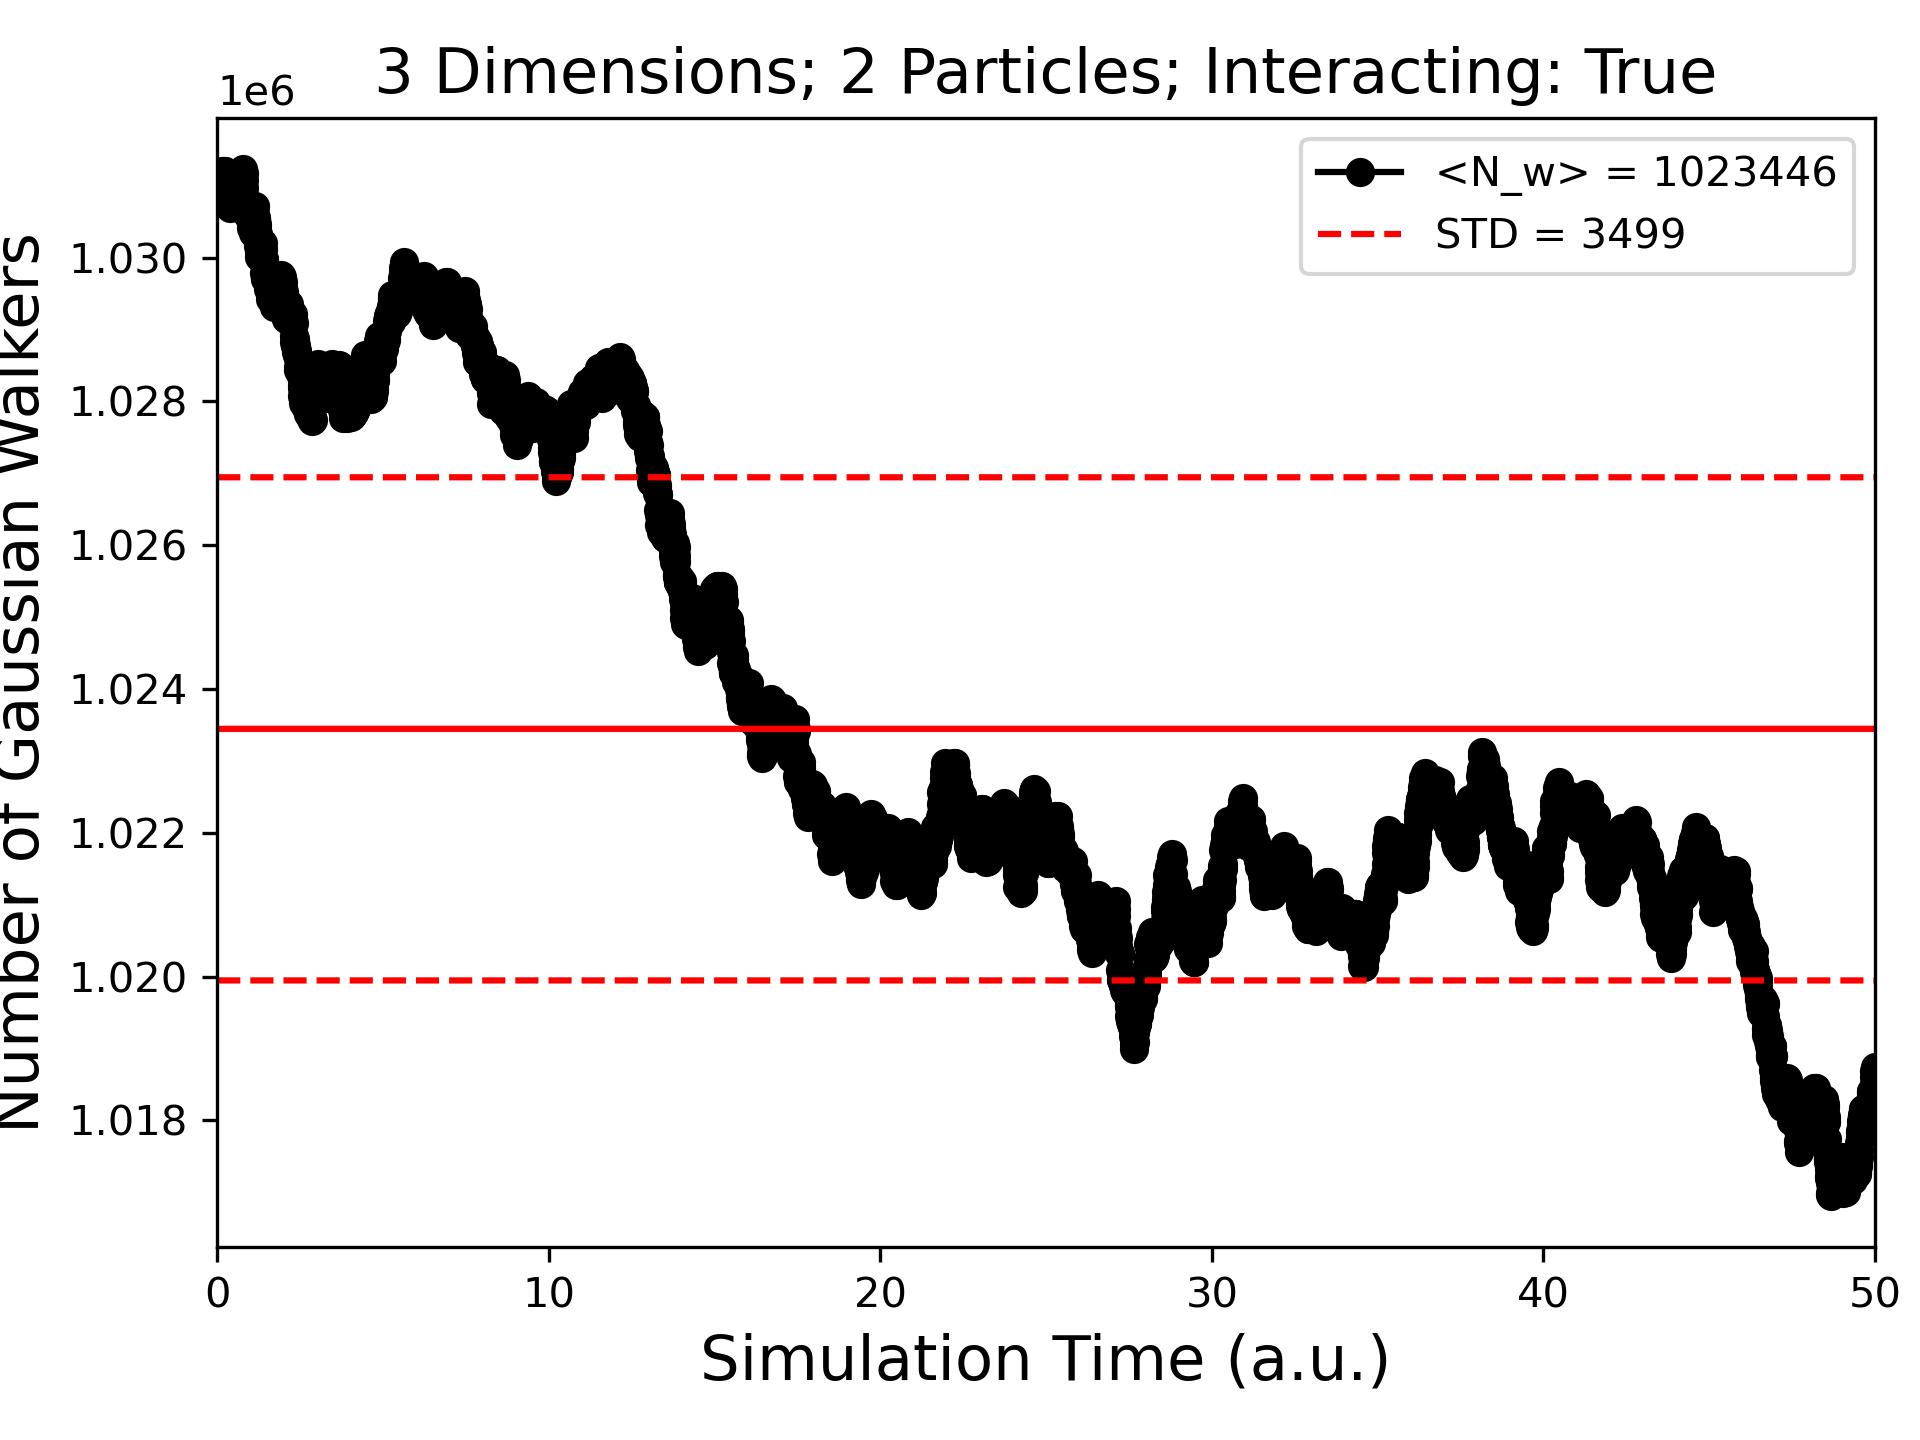 3 Dimensions; 2 Particles; Interacting: True
1e6
<N_w> = 1023446
STD = 3499
Number of Gaussian Walkers
1.030
1.028
1.026
1.024
1.022
1.020
1.018
0 10 20 30 40 50
Simulation Time (a.u.)